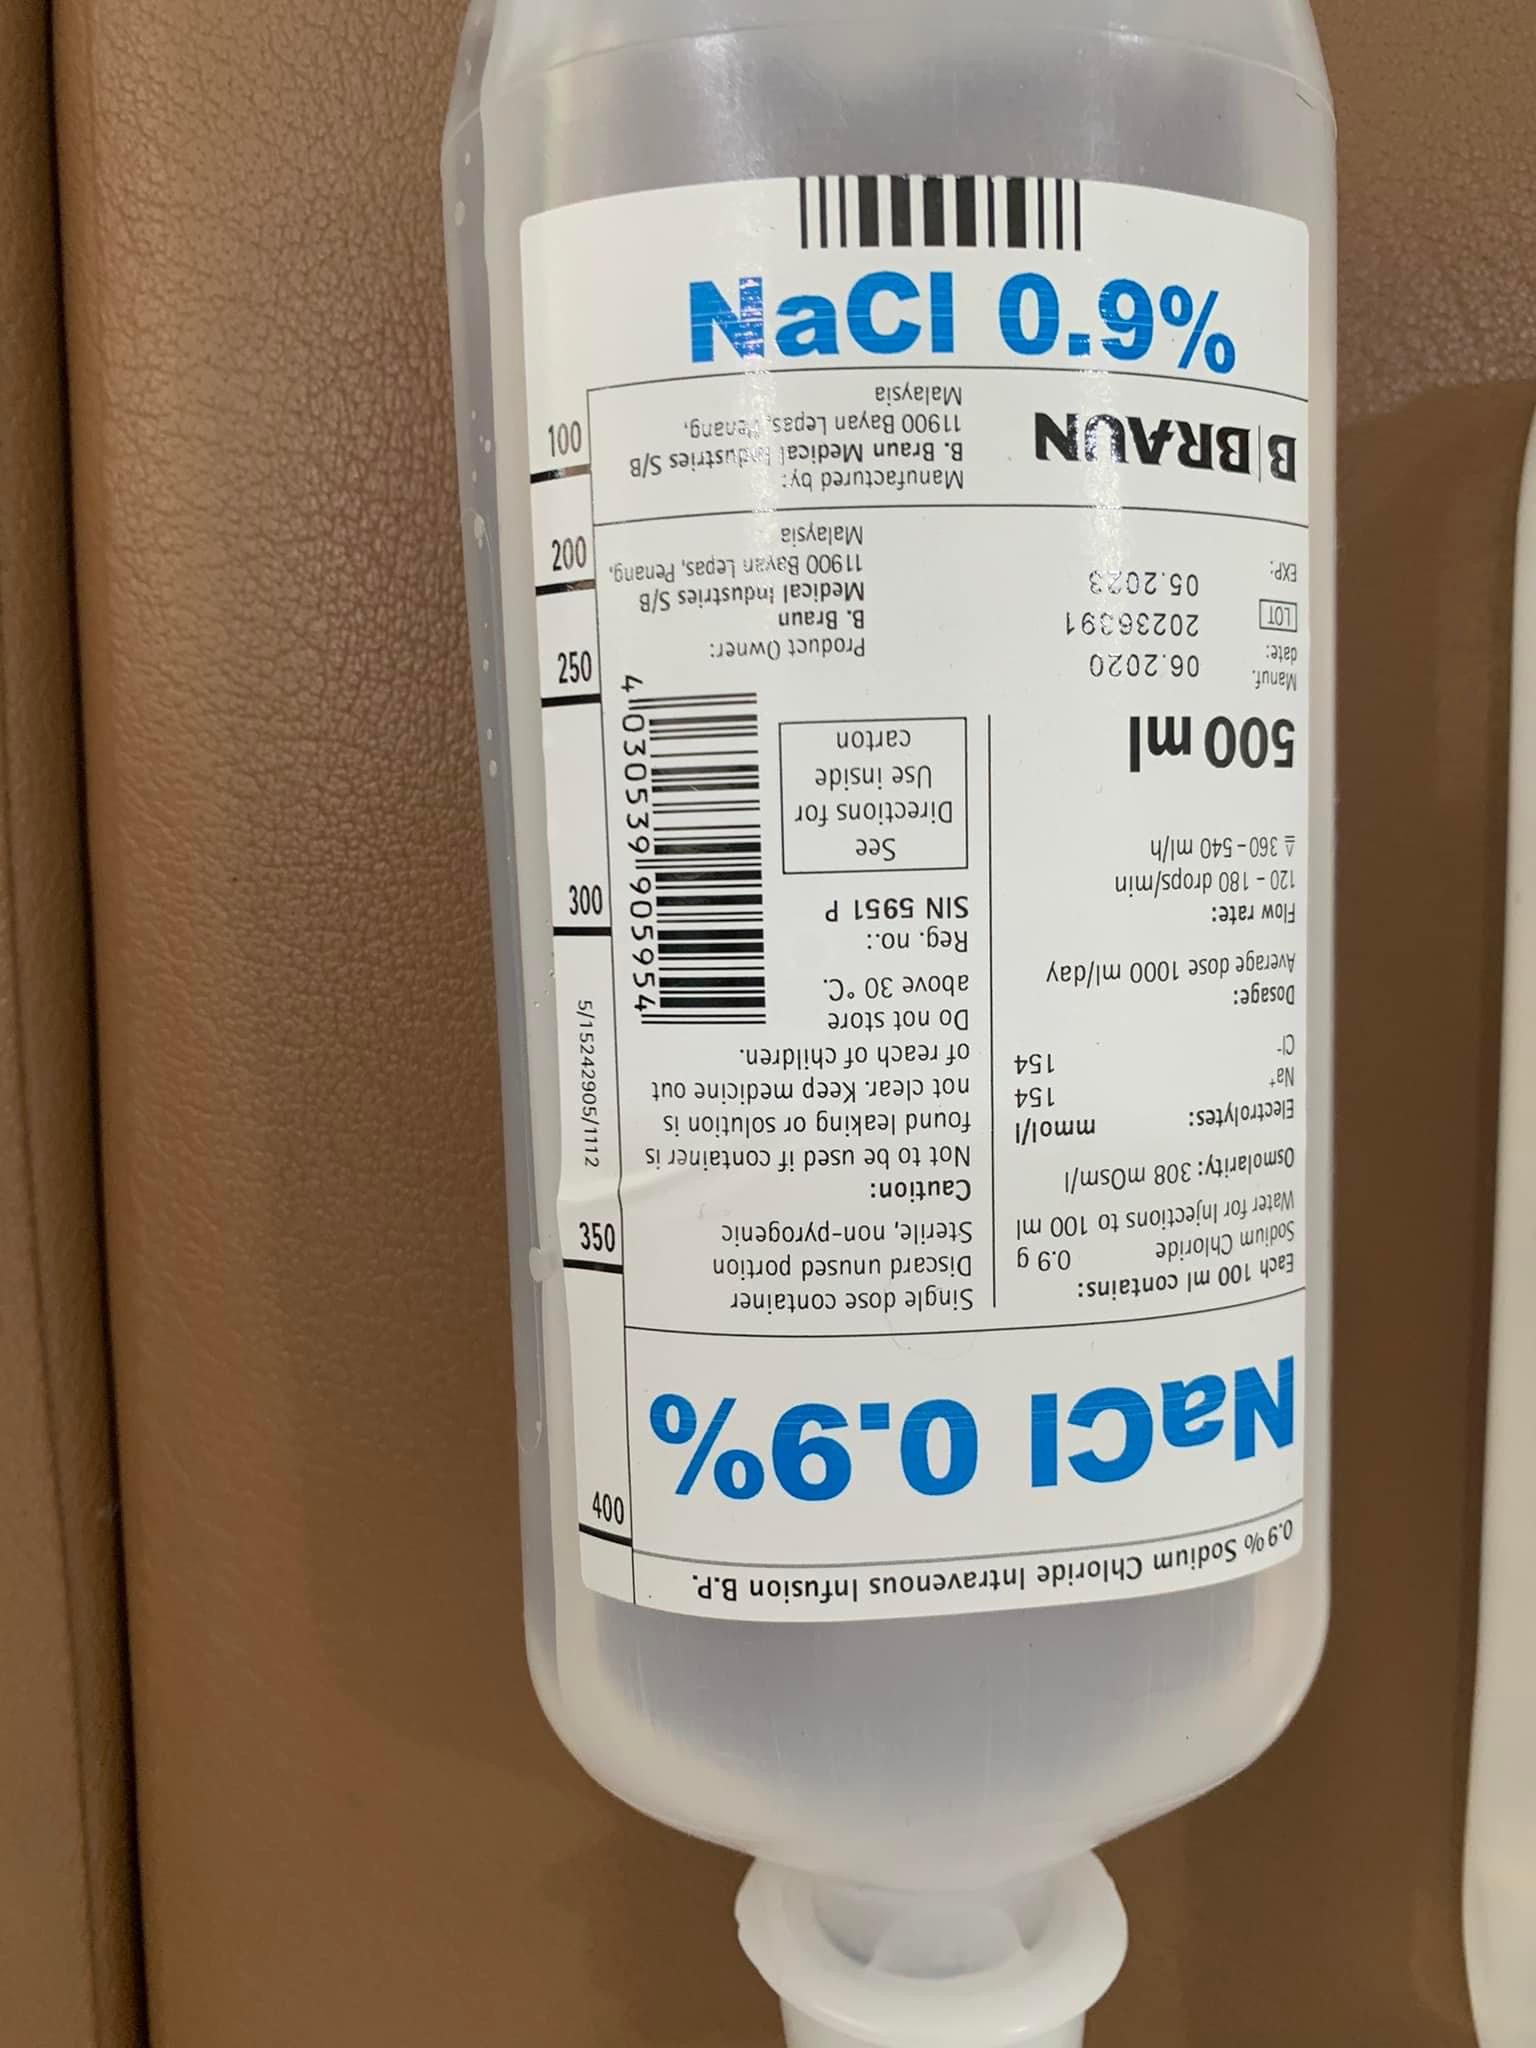 0.9% Sodium Chloride Intravenous Infusion B.P.
NaCl 0.9%
Each 100 ml contains:
Sodium Chloride 0.9 g
Water for Injections to 100 ml
Osmolarity: 308 mOsm/l
Electrolytes: mmol/l
Na+ 154
Cl- 154
Dosage:
Average dose 1000 ml/day
Flow rate:
120 - 180 drops/min
≙ 360 - 540 ml/h
500 ml
Single dose container
Discard unused portion
Sterile, non-pyrogenic
Caution:
Not to be used if container is
found leaking or solution is
not clear. Keep medicine out
of reach of children.
Do not store
above 30 °C.
Reg. no.:
SIN 5951 P
See
Directions for
Use inside
carton
4 030539 905954
Manuf.
date: 06.2020
LOT 20236391
EXP: 05.2023
Product Owner:
B. Braun
Medical Industries S/B
11900 Bayan Lepas, Penang,
Malaysia
B|BRAUN
Manufactured by:
B. Braun Medical Industries S/B
11900 Bayan Lepas, Penang,
Malaysia
NaCl 0.9%
400
350
5/15242905/1112
300
250
200
100